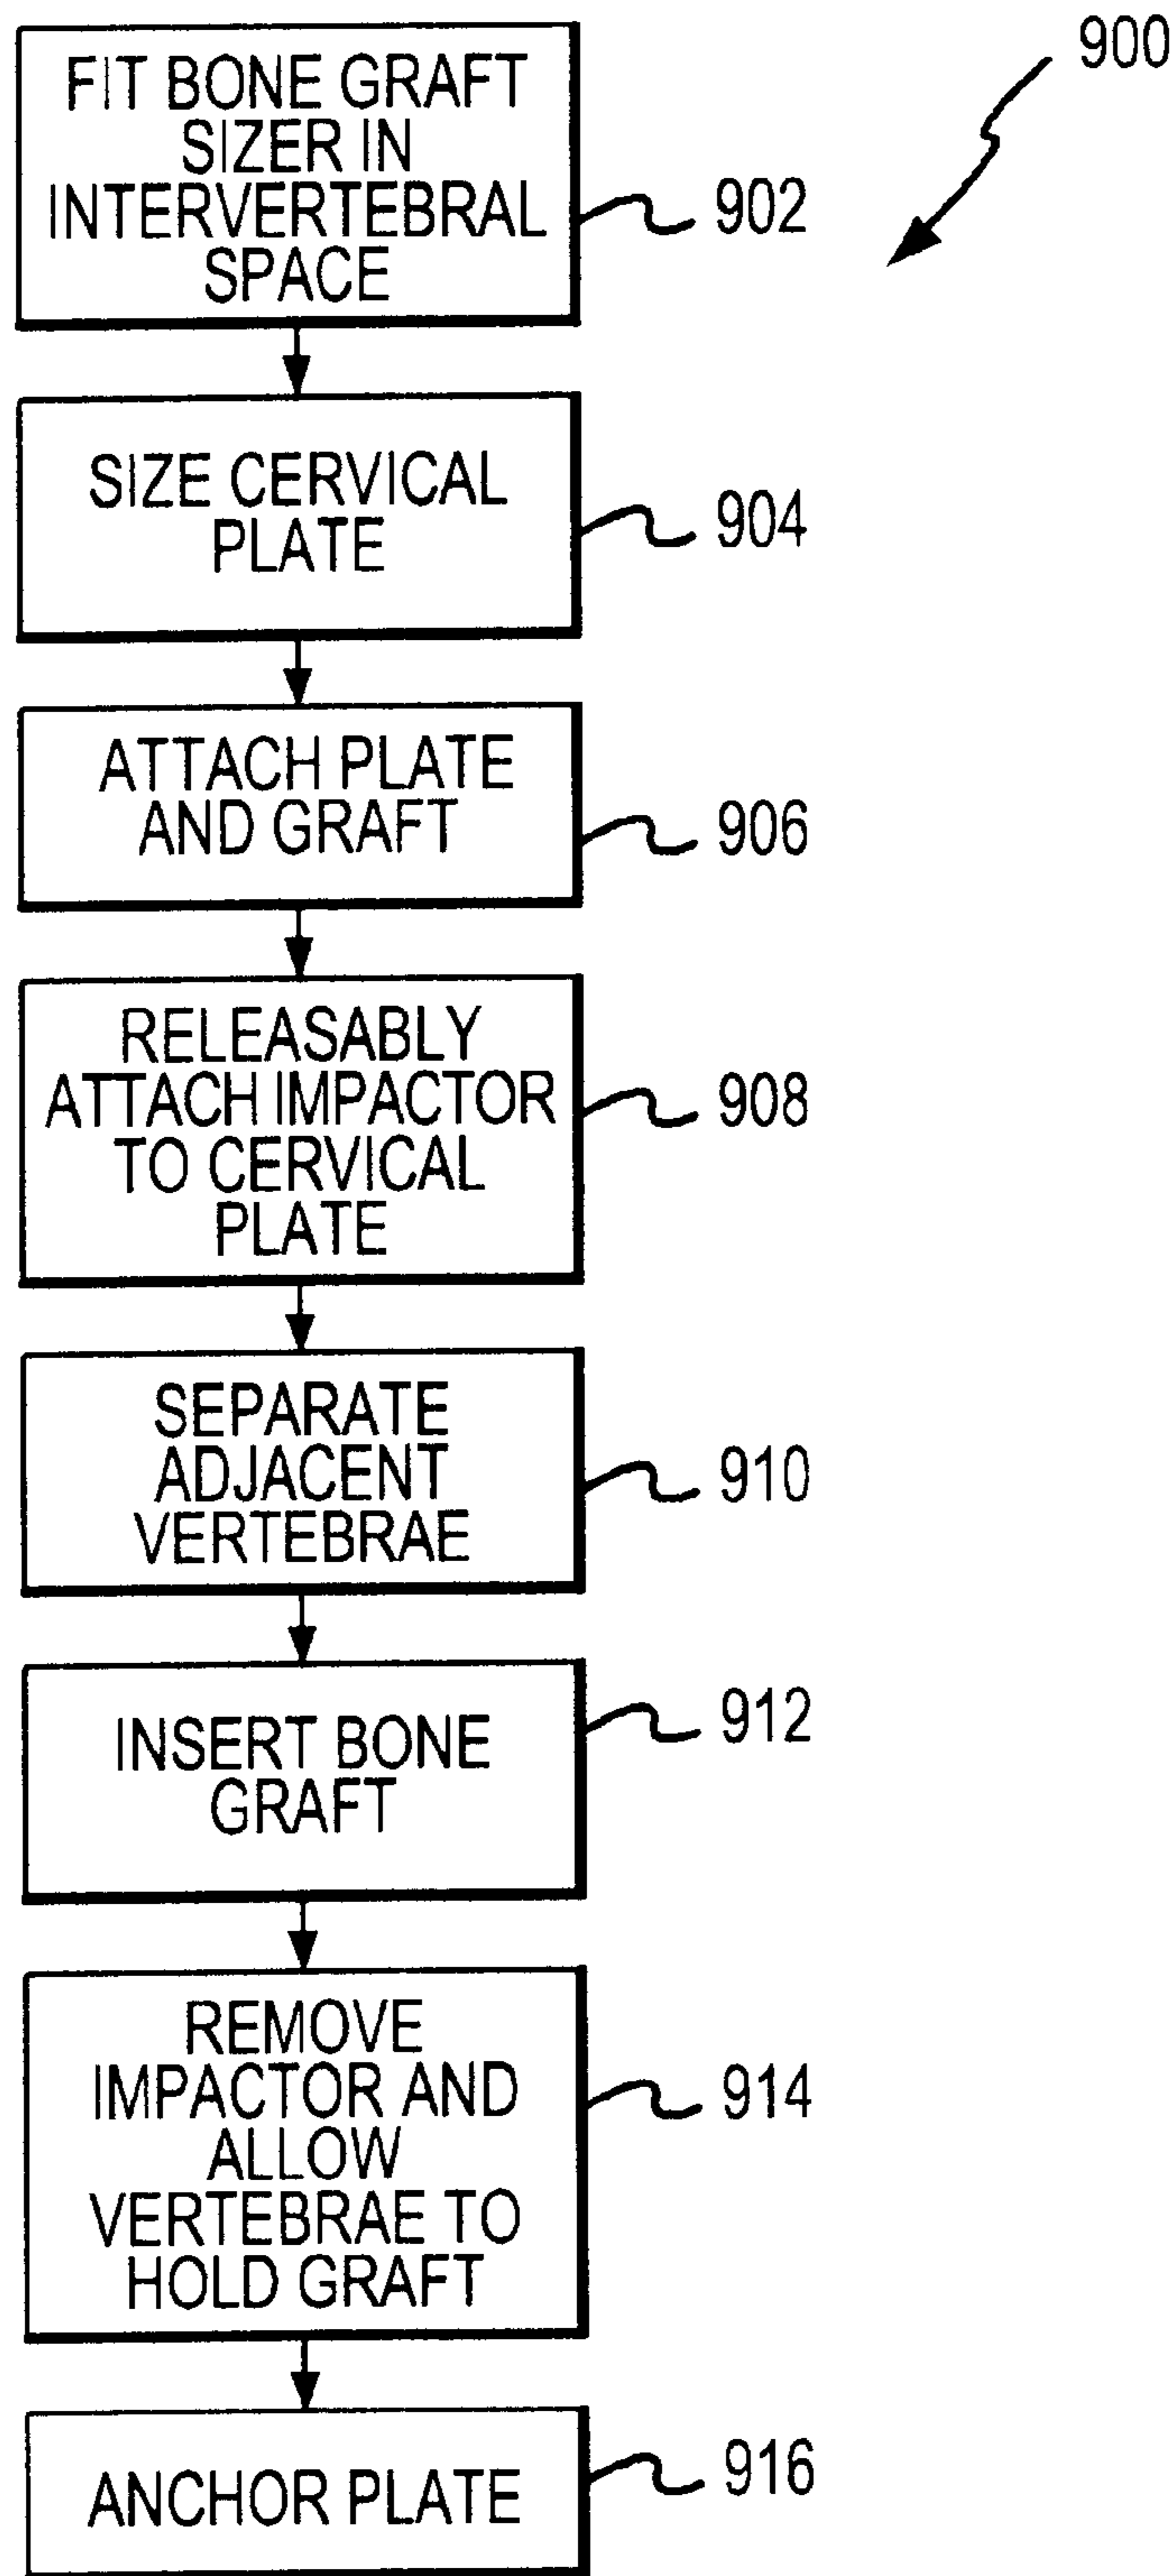 900
FIT BONE GRAFT
SIZER IN
INTERVERTEBRAL
SPACE
902
SIZE CERVICAL
PLATE
904
ATTACH PLATE
AND GRAFT
906
RELEASABLY
ATTACH IMPACTOR
TO CERVICAL
PLATE
908
SEPARATE
ADJACENT
VERTEBRAE
910
INSERT BONE
GRAFT
912
REMOVE
IMPACTOR AND
ALLOW
VERTEBRAE TO
HOLD GRAFT
914
ANCHOR PLATE
916